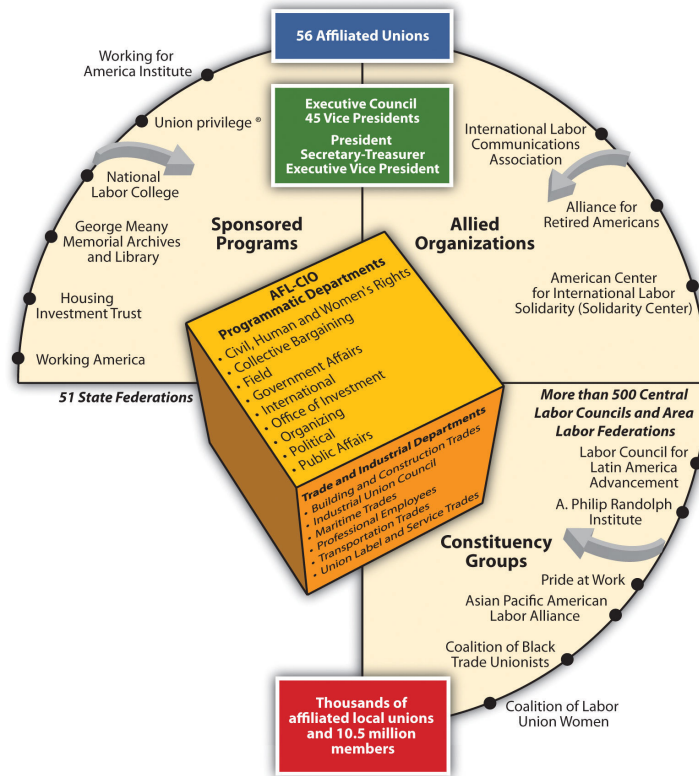 56 Affiliated Unions
Executive Council
45 Vice Presidents
President
Secretary-Treasurer
Executive Vice President
Working for
America Institute
Union privilege ®
National
Labor College
George Meany
Memorial Archives
and Library
Housing
Investment Trust
Working America
Sponsored
Programs
International Labor
Communications
Association
Alliance for
Retired Americans
American Center
for International Labor
Solidarity (Solidarity Center)
Allied
Organizations
AFL-CIO
Programmatic Departments
• Civil, Human and Women's Rights
• Collective Bargaining
• Field
• Government Affairs
• International
• Office of Investment
• Organizing
• Political
• Public Affairs
Trade and Industrial Departments
• Building and Construction Trades
• Industrial Union Council
• Maritime Trades
• Professional Employees
• Transportation Trades
• Union Label and Service Trades
51 State Federations
More than 500 Central
Labor Councils and Area
Labor Federations
Labor Council for
Latin America
Advancement
A. Philip Randolph
Institute
Constituency
Groups
Pride at Work
Asian Pacific American
Labor Alliance
Coalition of Black
Trade Unionists
Coalition of Labor
Union Women
Thousands of
affiliated local unions
and 10.5 million
members